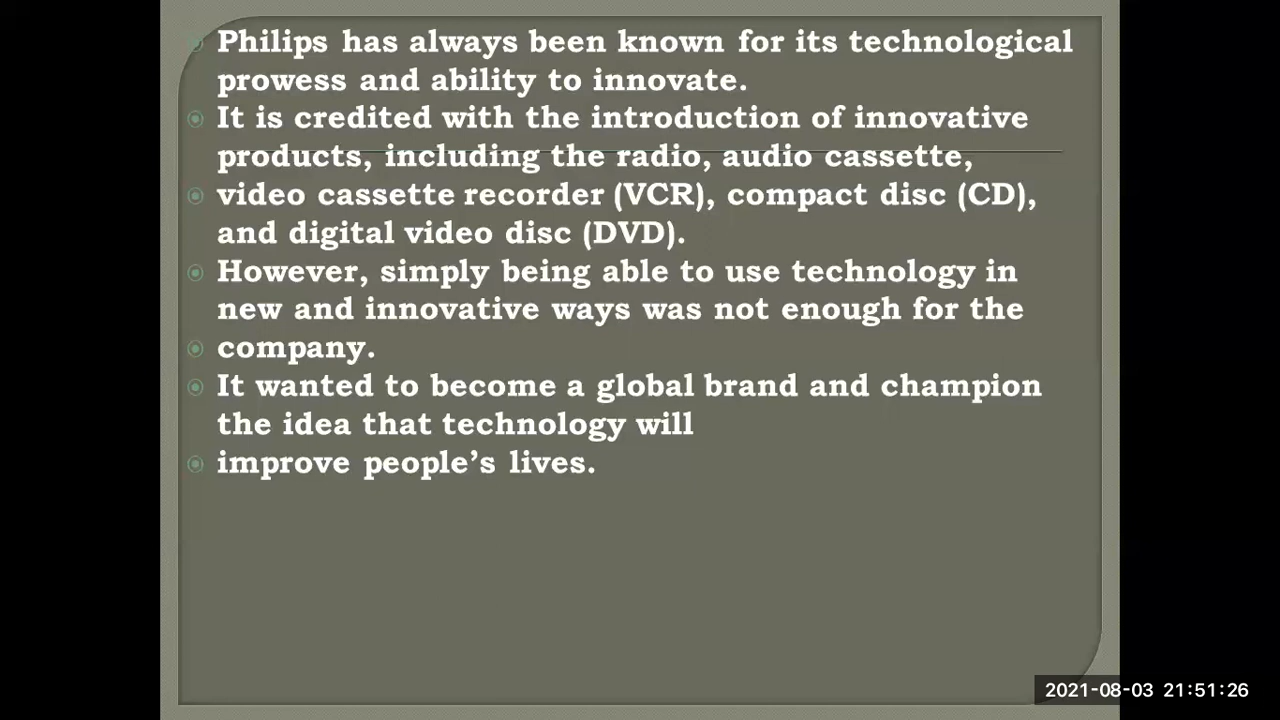 Philips has always been known for its technological
prowess and ability to innovate.
It is credited with the introduction of innovative
products, including the radio, audio cassette,
video cassette recorder (VCR), compact disc (CD),
and digital video disc (DVD).
However, simply being able to use technology in
new and innovative ways was not enough for the
company.
It wanted to become a global brand and champion
the idea that technology will
improve people’s lives.
2021-08-03 21:51:26